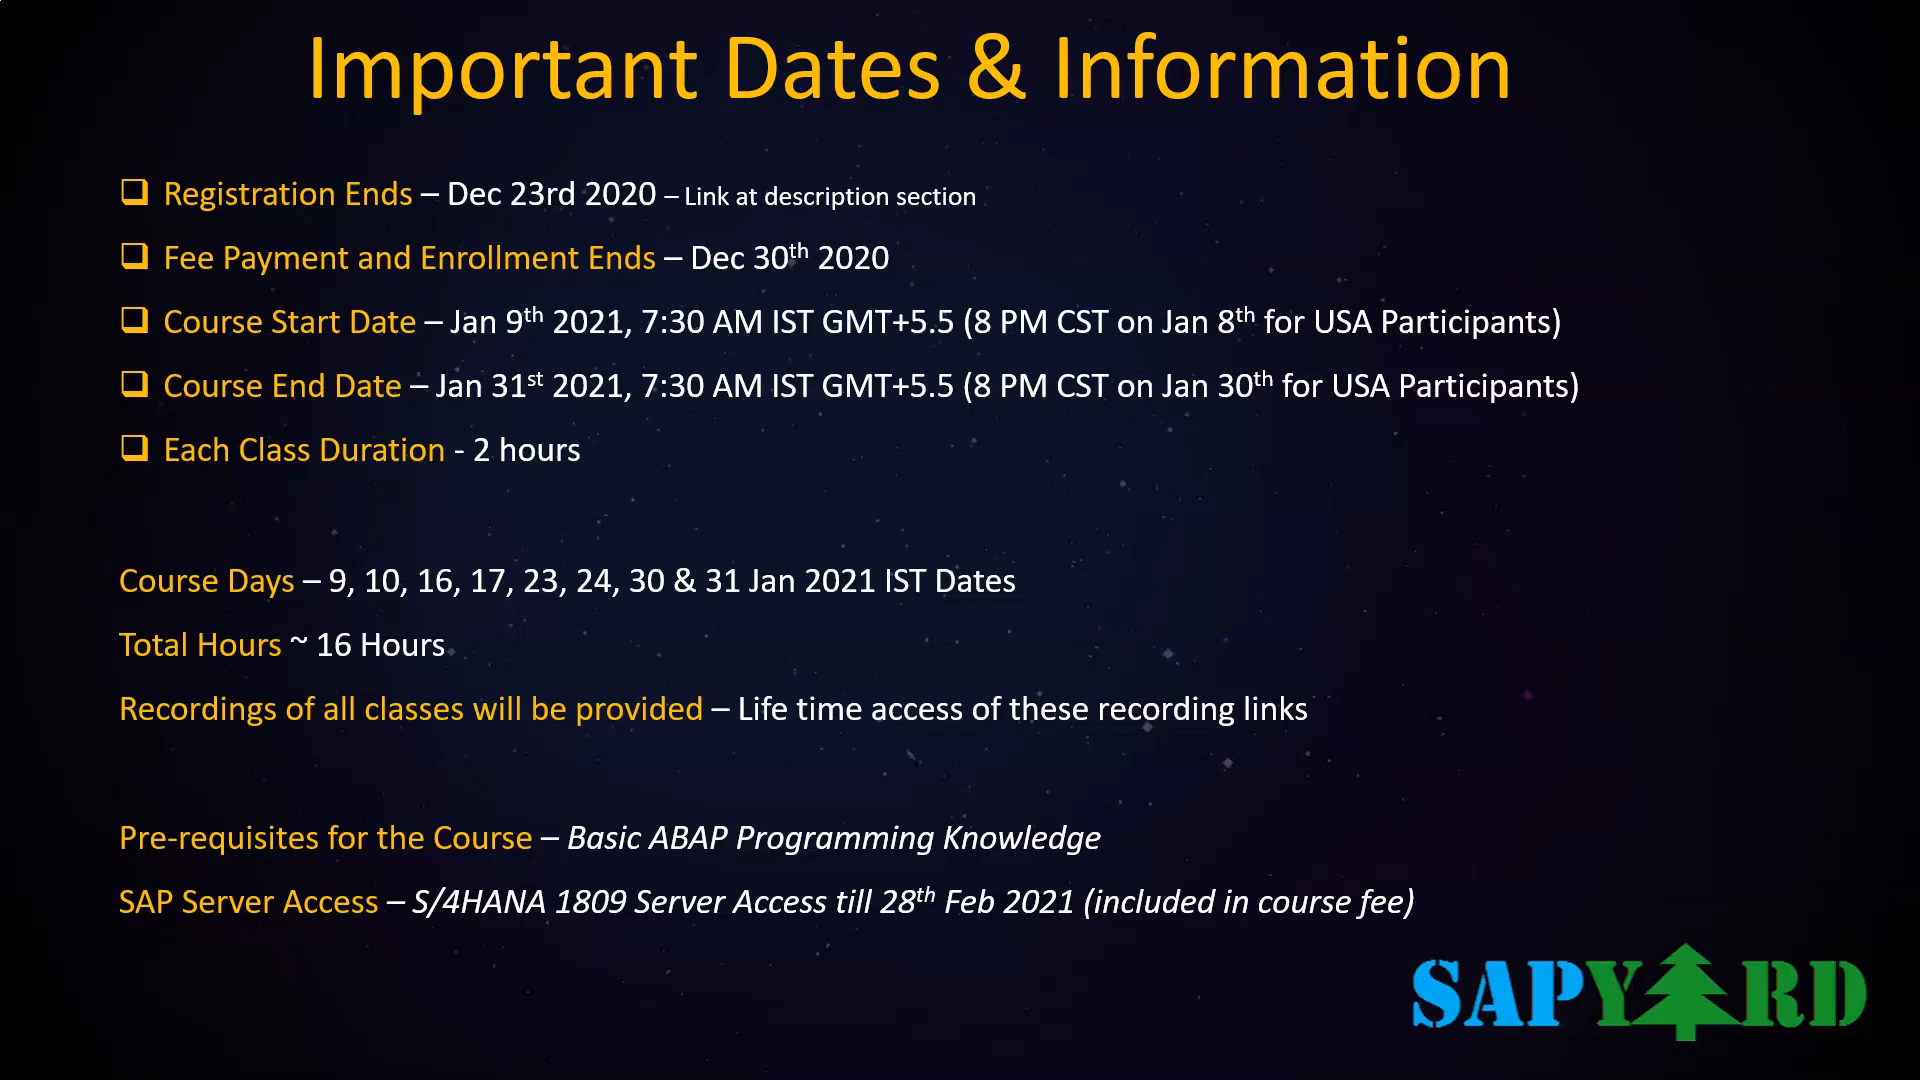 Important Dates & Information
Registration Ends – Dec 23rd 2020 – Link at description section
Fee Payment and Enrollment Ends – Dec 30th 2020
Course Start Date – Jan 9th 2021, 7:30 AM IST GMT+5.5 (8 PM CST on Jan 8th for USA Participants)
Course End Date – Jan 31st 2021, 7:30 AM IST GMT+5.5 (8 PM CST on Jan 30th for USA Participants)
Each Class Duration - 2 hours
Course Days – 9, 10, 16, 17, 23, 24, 30 & 31 Jan 2021 IST Dates
Total Hours ~ 16 Hours
Recordings of all classes will be provided – Life time access of these recording links
Pre-requisites for the Course – Basic ABAP Programming Knowledge
SAP Server Access – S/4HANA 1809 Server Access till 28th Feb 2021 (included in course fee)
SAPYARD